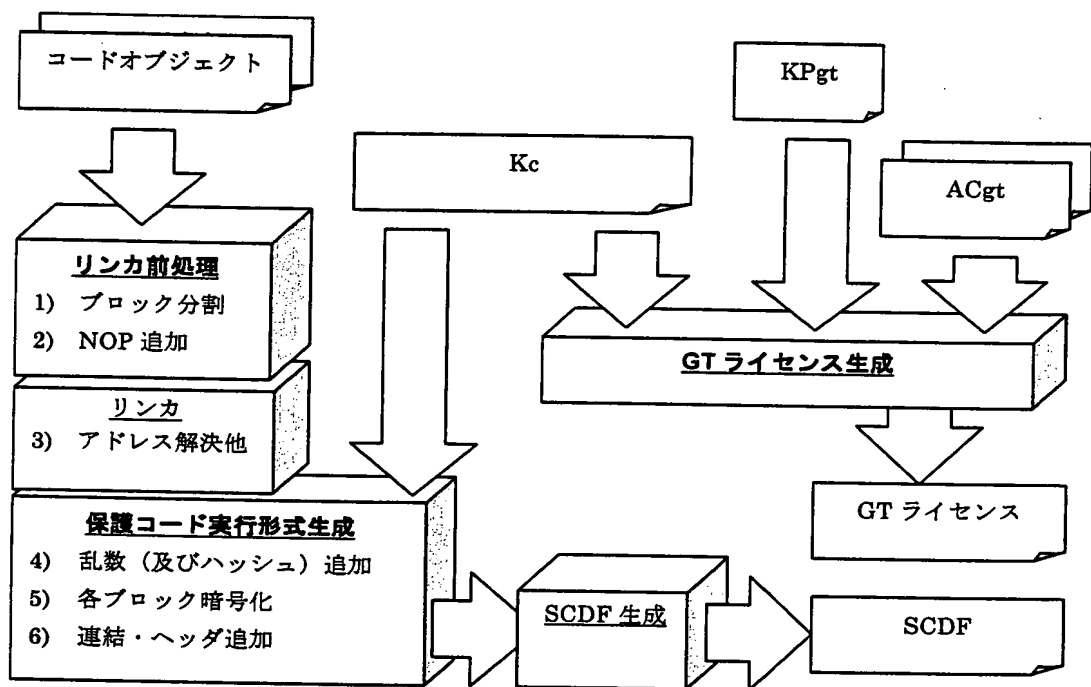 コードオブジェクト
KPgt
Kc
ACgt
リンカ前処理
1) ブロック分割
2) NOP 追加
リンカ
3) アドレス解決他
GT ライセンス生成
保護コード実行形式生成
4) 乱数（及びハッシュ）追加
5) 各ブロック暗号化
6) 連結・ヘッダ追加
GT ライセンス
SCDF 生成
SCDF